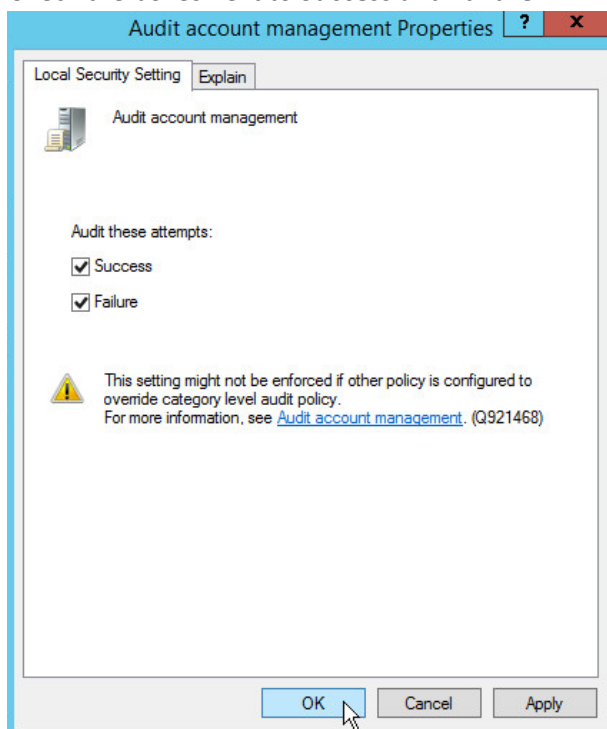 Audit account management Properties
?
x
Local Security Setting
Explain
Audit account management
Audit these attempts:
Success
Failure
This setting might not be enforced if other policy is configured to
override category level audit policy.
For more information, see Audit account management. (Q921468)
OK
Cancel
Apply